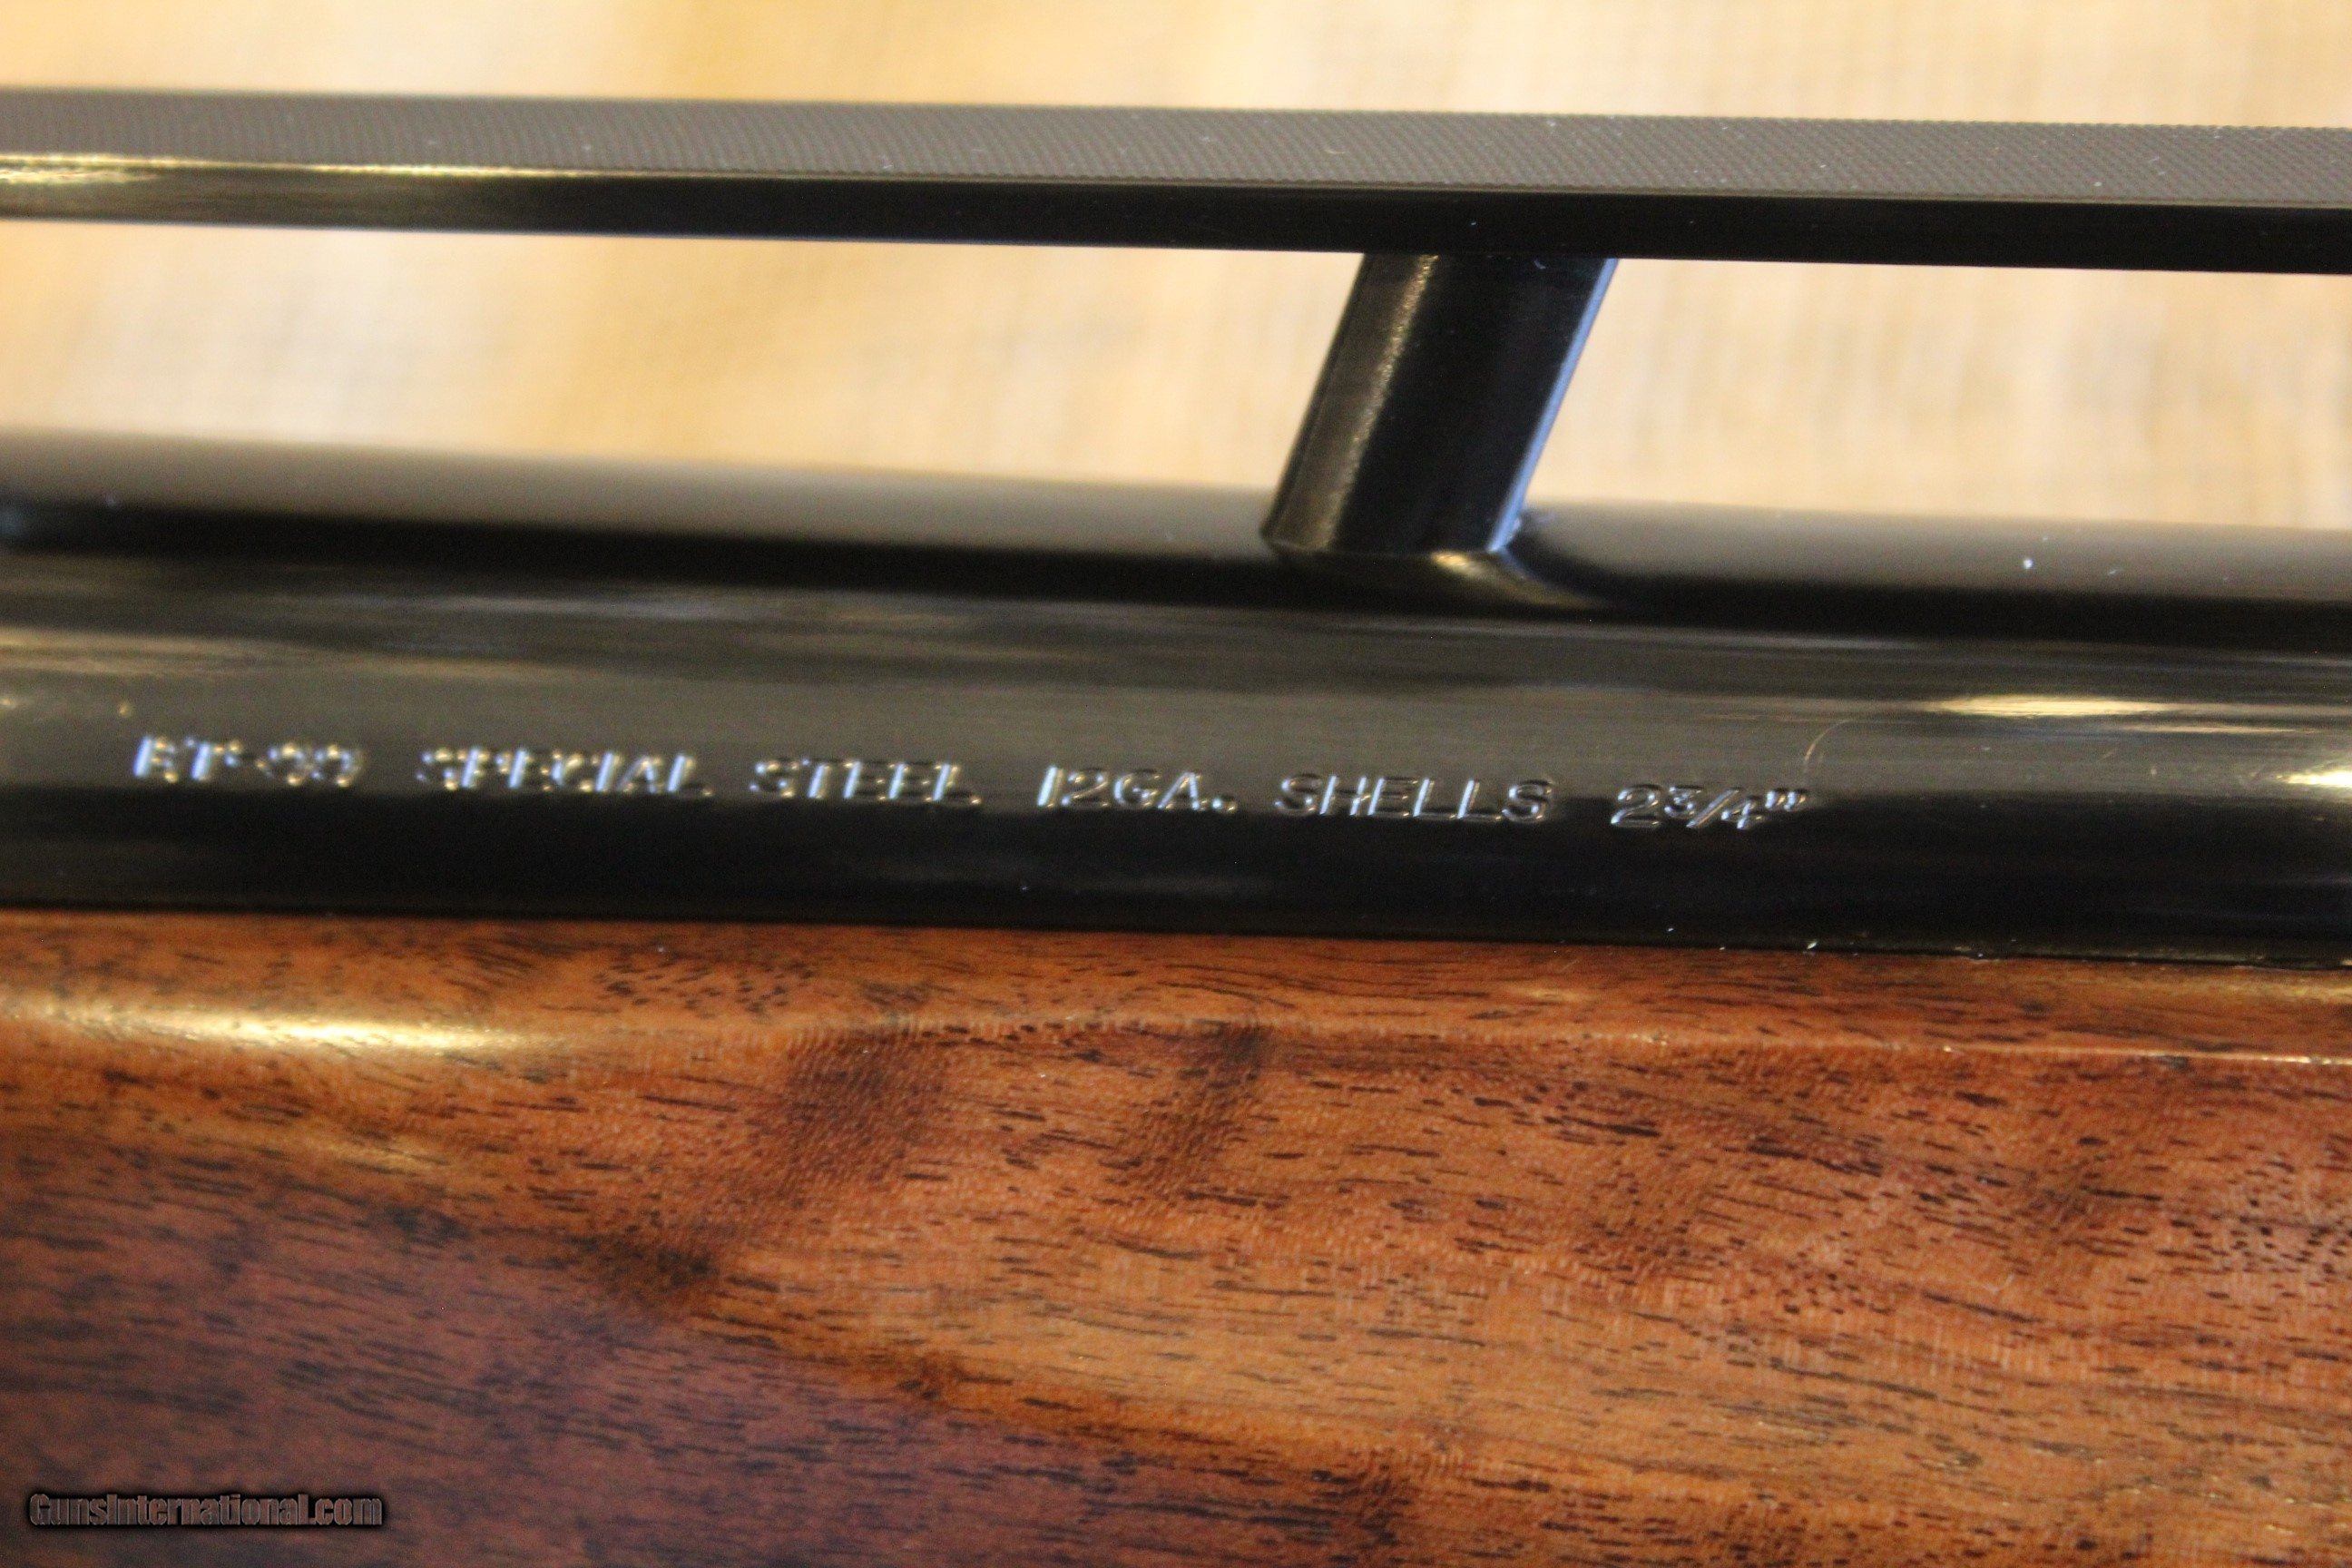 BT-99 SPECIAL STEEL 12GA. SHELLS 2¾"
GunsInternational.com